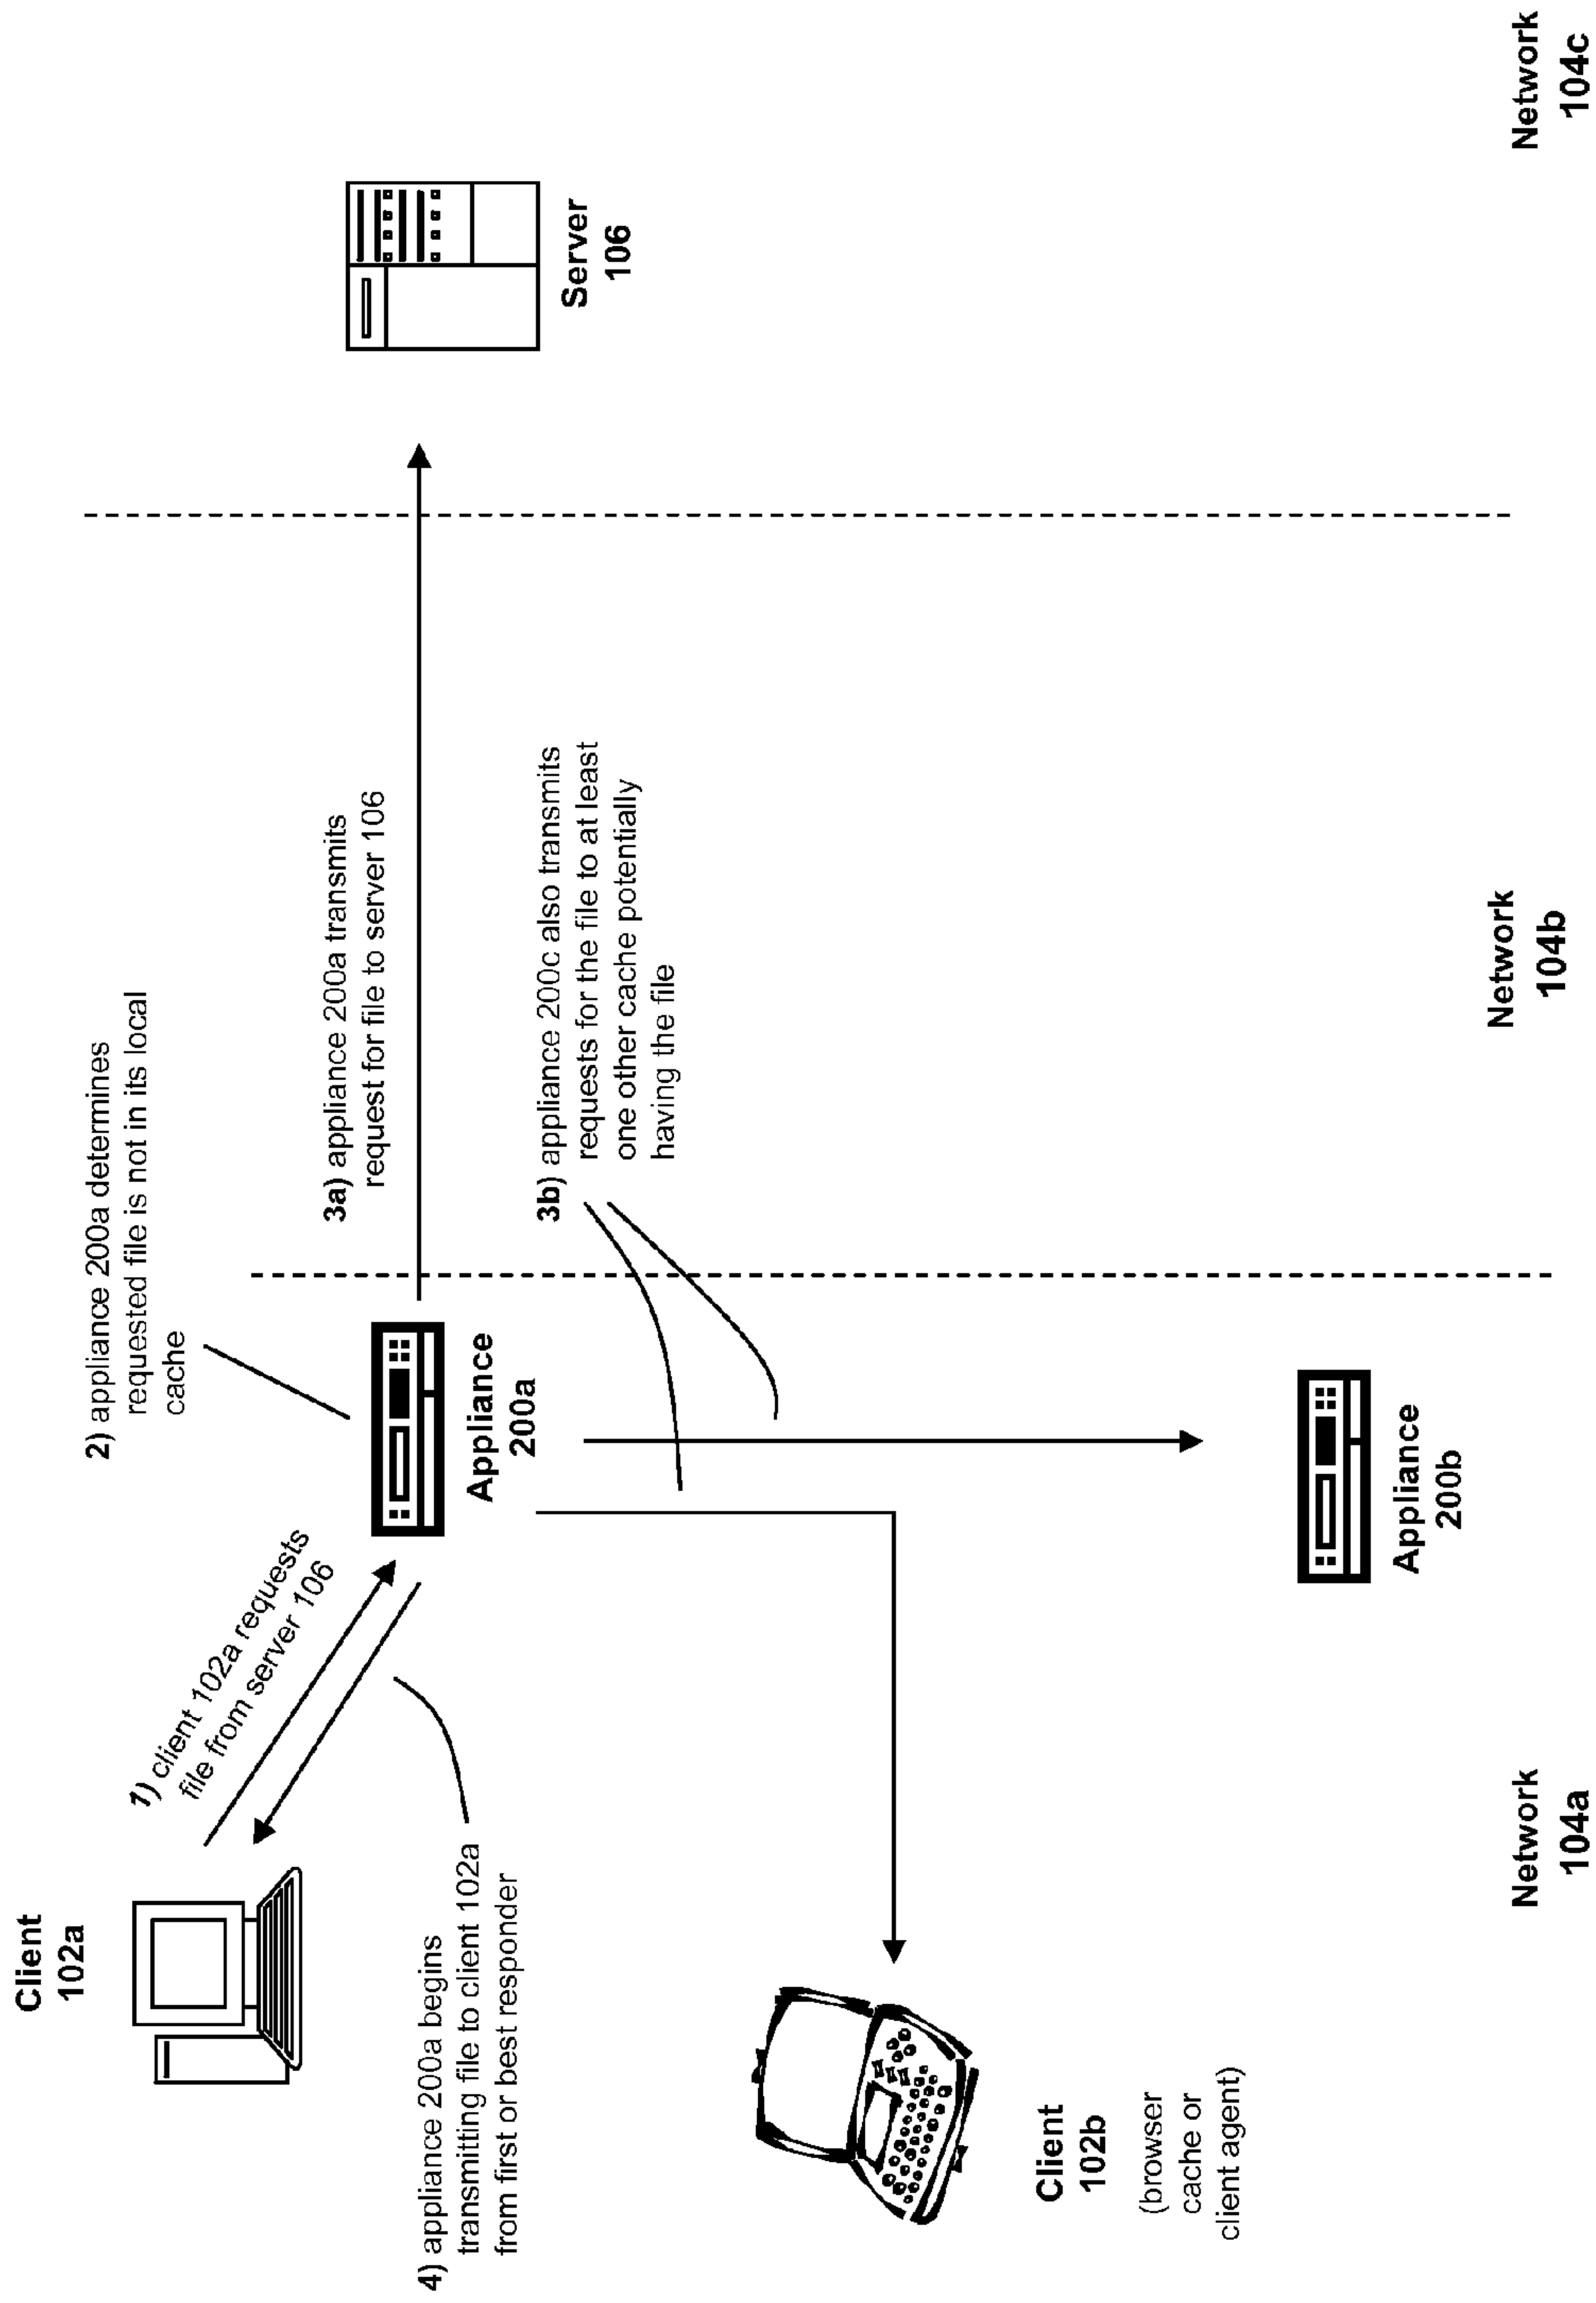 Client
102a
1) client 102a requests
file from server 106
2) appliance 200a determines
requested file is not in its local
cache
3a) appliance 200a transmits
request for file to server 106
Server
106
Appliance
200a
4) appliance 200a begins
transmitting file to client 102a
from first or best responder
3b) appliance 200c also transmits
requests for the file to at least
one other cache potentially
having the file
Client
102b
(browser
cache or
client agent)
Appliance
200b
Network
104a
Network
104b
Network
104c